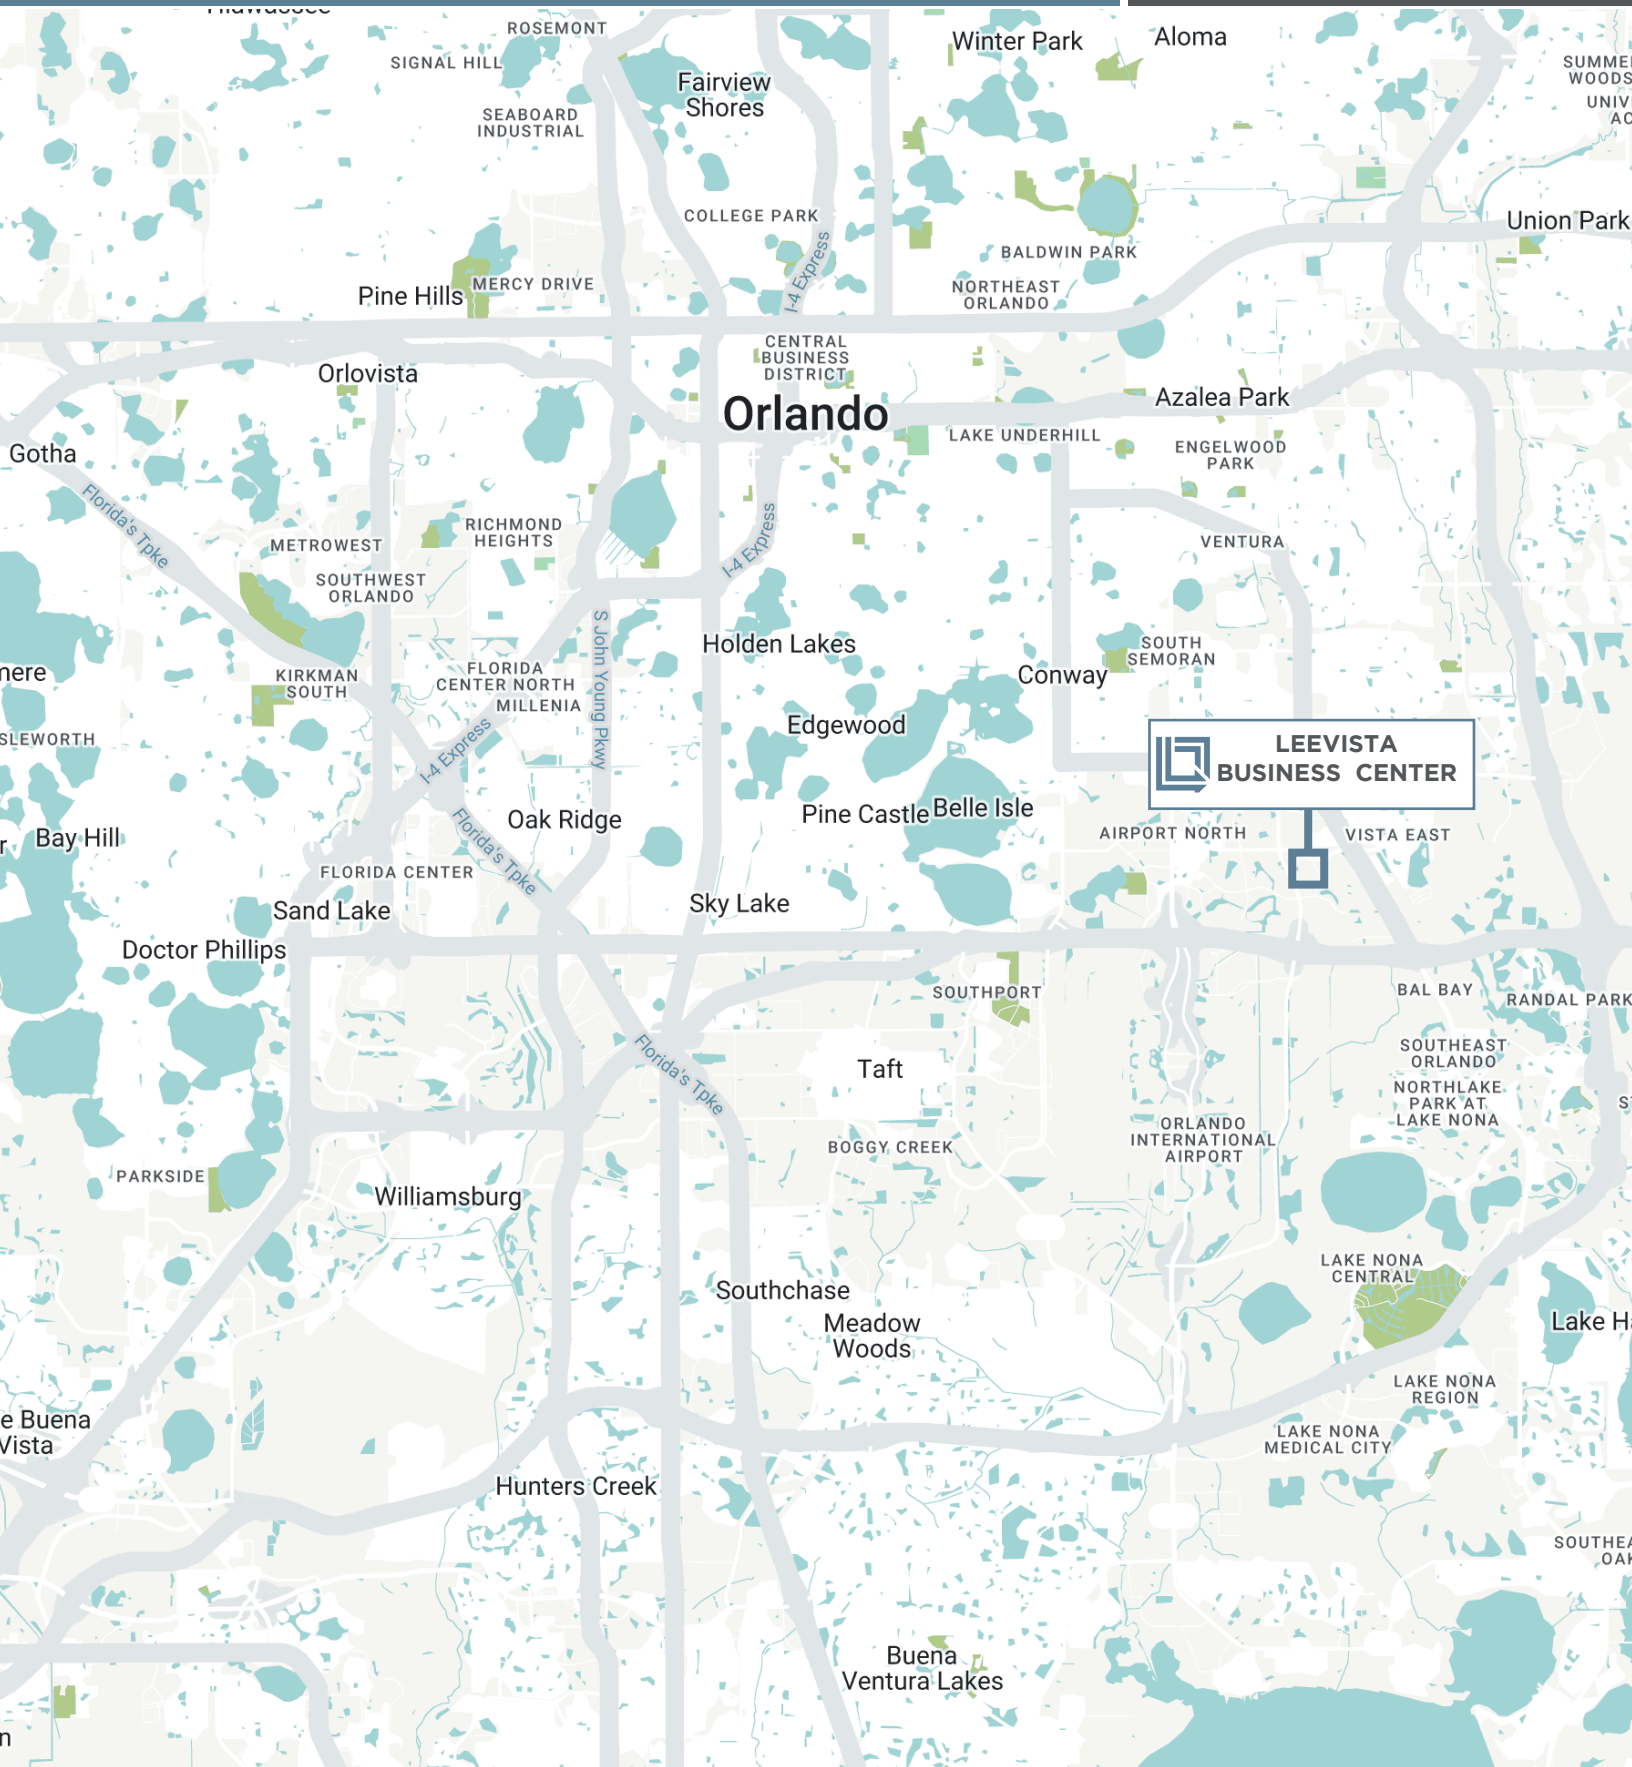 Hiawassee
ROSEMONT
Winter Park
Aloma
SIGNAL HILL
Fairview
Shores
SEABOARD
INDUSTRIAL
COLLEGE PARK
Union Park
BALDWIN PARK
I-4 Express
MERCY DRIVE
Pine Hills
NORTHEAST
ORLANDO
CENTRAL
BUSINESS
DISTRICT
Orlovista
Orlando
Azalea Park
LAKE UNDERHILL
Gotha
ENGELWOOD
PARK
Florida's Tpke
RICHMOND
HEIGHTS
METROWEST
I-4 Express
VENTURA
SOUTHWEST
ORLANDO
S John Young Pkwy
Holden Lakes
SOUTH
SEMORAN
FLORIDA
CENTER NORTH
MILLENIA
KIRKMAN
SOUTH
Conway
Edgewood
I-4 Express
LEEVISTA
BUSINESS CENTER
Oak Ridge
Pine Castle
Belle Isle
AIRPORT NORTH
VISTA EAST
Bay Hill
Florida's Tpke
FLORIDA CENTER
Sand Lake
Sky Lake
Doctor Phillips
SOUTHPORT
BAL BAY
RANDAL PARK
Florida's Tpke
Taft
SOUTHEAST
ORLANDO
NORTHLAKE
PARK AT
LAKE NONA
ORLANDO
INTERNATIONAL
AIRPORT
BOGGY CREEK
PARKSIDE
Williamsburg
LAKE NONA
CENTRAL
Southchase
Meadow
Woods
Lake Ha
LAKE NONA
REGION
e Buena
Vista
LAKE NONA
MEDICAL CITY
Hunters Creek
Buena
Ventura Lakes